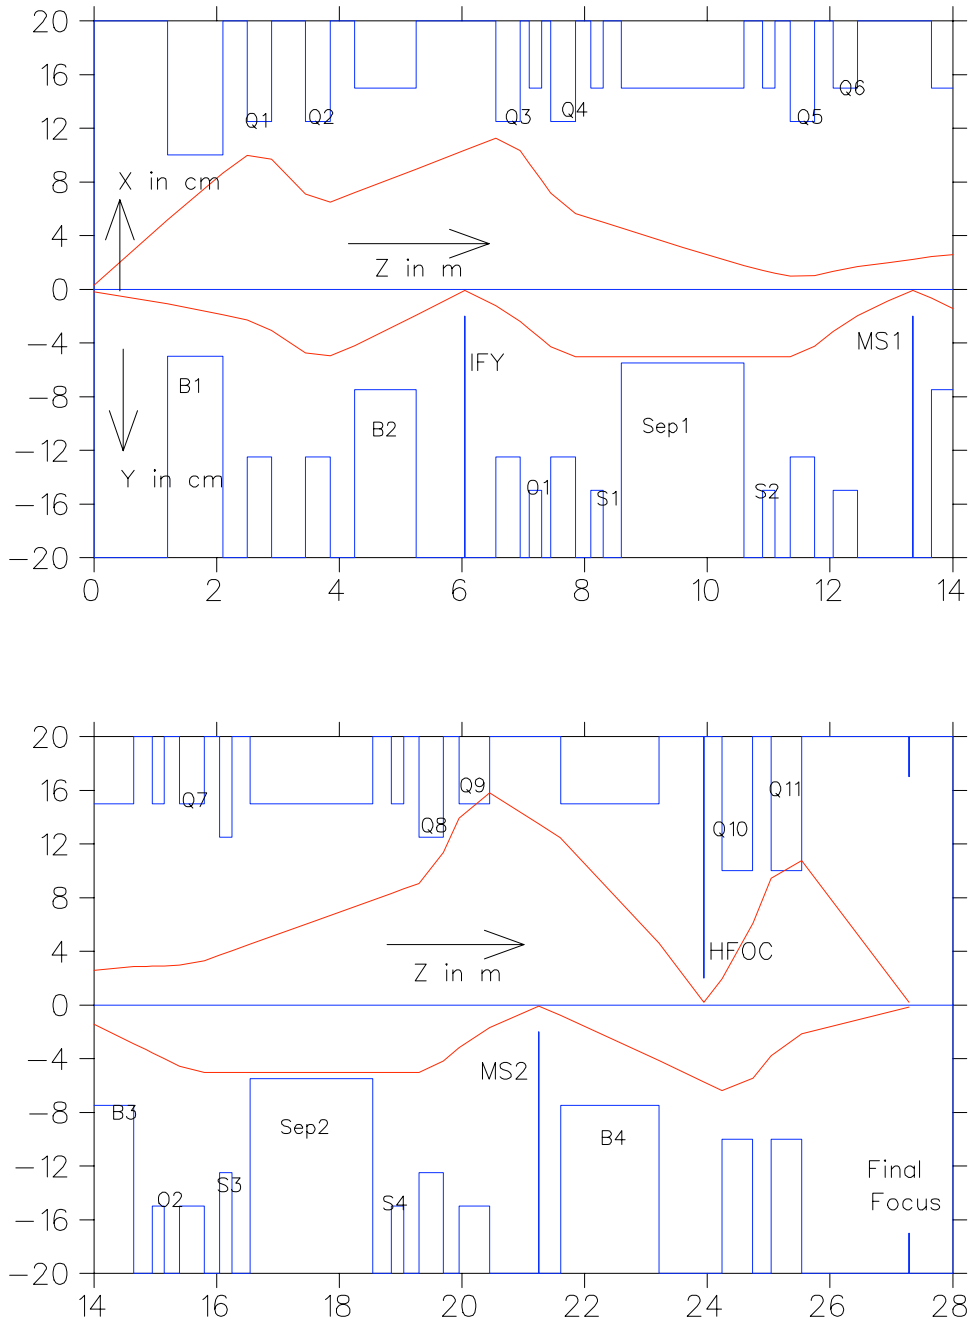 20
16
Q6
Q1 Q2 Q3 Q4 Q5
12
8
X in cm
4
Z in m
0
-4
MS1
IFY
-8
B1
B2 Sep1
-12
Y in cm
O1 S1 S2
-16
-20
0 2 4 6 8 10 12 14
20
16
Q7 Q9 Q11
Q8 Q10
12
8
4
HFOC
Z in m
0
-4
MS2
-8
B3
Sep2 B4
-12
Final
S3
O2 S4 Focus
-16
-20
14 16 18 20 22 24 26 28